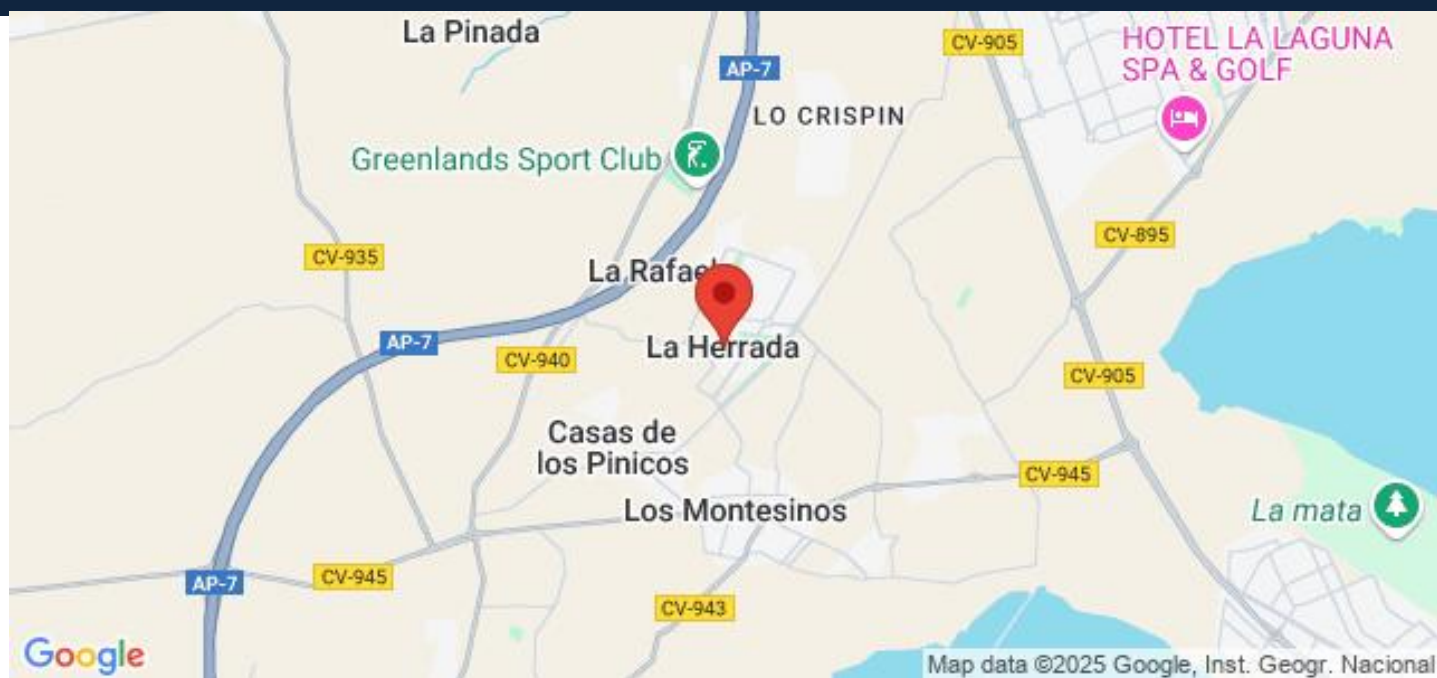 La Pinada
CV-905
HOTEL LA LAGUNA
SPA & GOLF
AP-7
LO CRISPIN
Greenlands Sport Club
CV-935
CV-895
La Rafael
AP-7
La Herrada
CV-940
CV-905
Casas de
los Pinicos
CV-945
Los Montesinos
La mata
AP-7
CV-945
CV-943
Google
Map data ©2025 Google, Inst. Geogr. Nacional